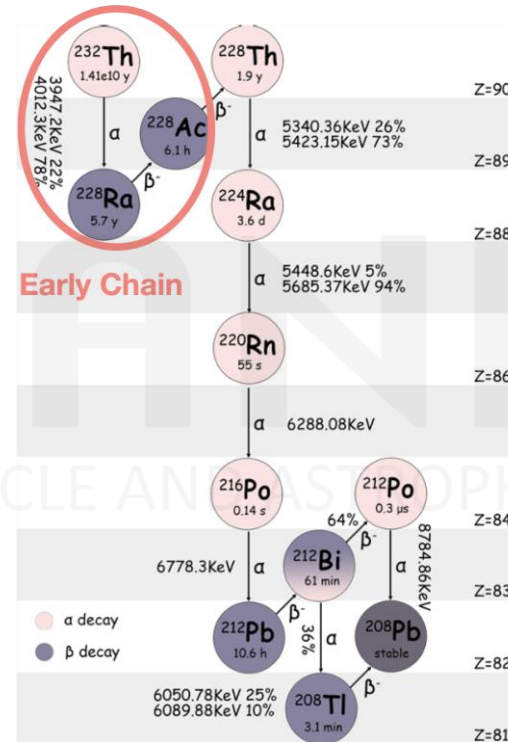 ²³²Th
1.41e10 y
²²⁸Th
1.9 y
Z=90
3947.2KeV 22%
4012.3KeV 78%
α
²²⁸Ac
6.1 h
β⁻
5340.36KeV 26%
5423.15KeV 73%
α
Z=89
β⁻
²²⁸Ra
5.7 y
²²⁴Ra
3.6 d
Z=88
Early Chain
α
5448.6KeV 5%
5685.37KeV 94%
²²⁰Rn
55 s
Z=86
α
6288.08KeV
CLE AND ASTROPH
²¹⁶Po
0.14 s
²¹²Po
0.3 µs
Z=84
64%
β⁻
6778.3KeV
α
²¹²Bi
61 min
α
8784.86KeV
Z=83
α decay
β decay
²¹²Pb
10.6 h
β⁻
36%
α
²⁰⁸Pb
stable
Z=82
6050.78KeV 25%
6089.88KeV 10%
²⁰⁸Tl
3.1 min
β⁻
Z=81